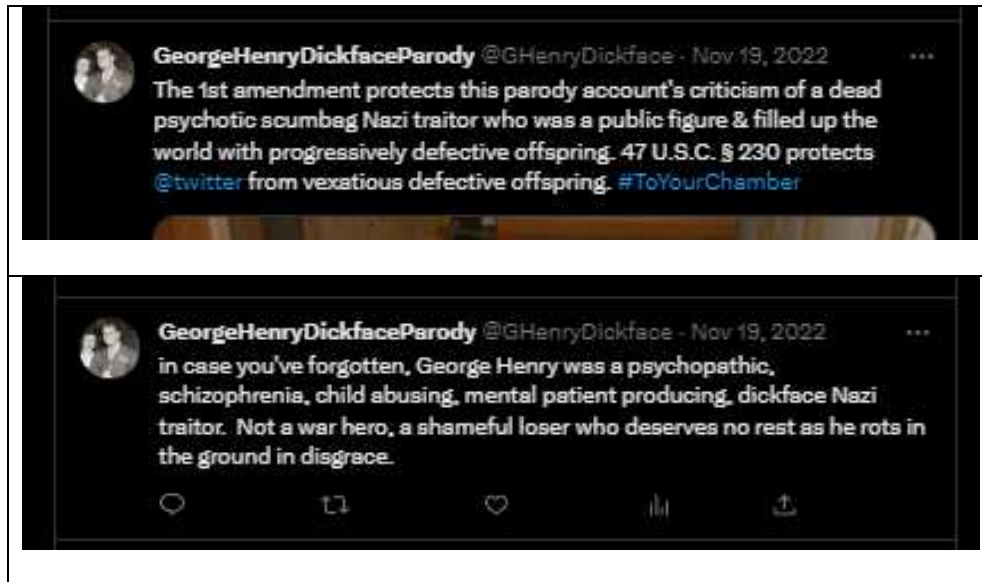 GeorgeHenryDickfaceParody @GHenryDickface · Nov 19, 2022
The 1st amendment protects this parody account's criticism of a dead
psychotic scumbag Nazi traitor who was a public figure & filled up the
world with progressively defective offspring. 47 U.S.C. § 230 protects
@twitter from vexatious defective offspring. #ToYourChamber
GeorgeHenryDickfaceParody @GHenryDickface · Nov 19, 2022
in case you've forgotten, George Henry was a psychopathic,
schizophrenia, child abusing, mental patient producing, dickface Nazi
traitor. Not a war hero, a shameful loser who deserves no rest as he rots in
the ground in disgrace.